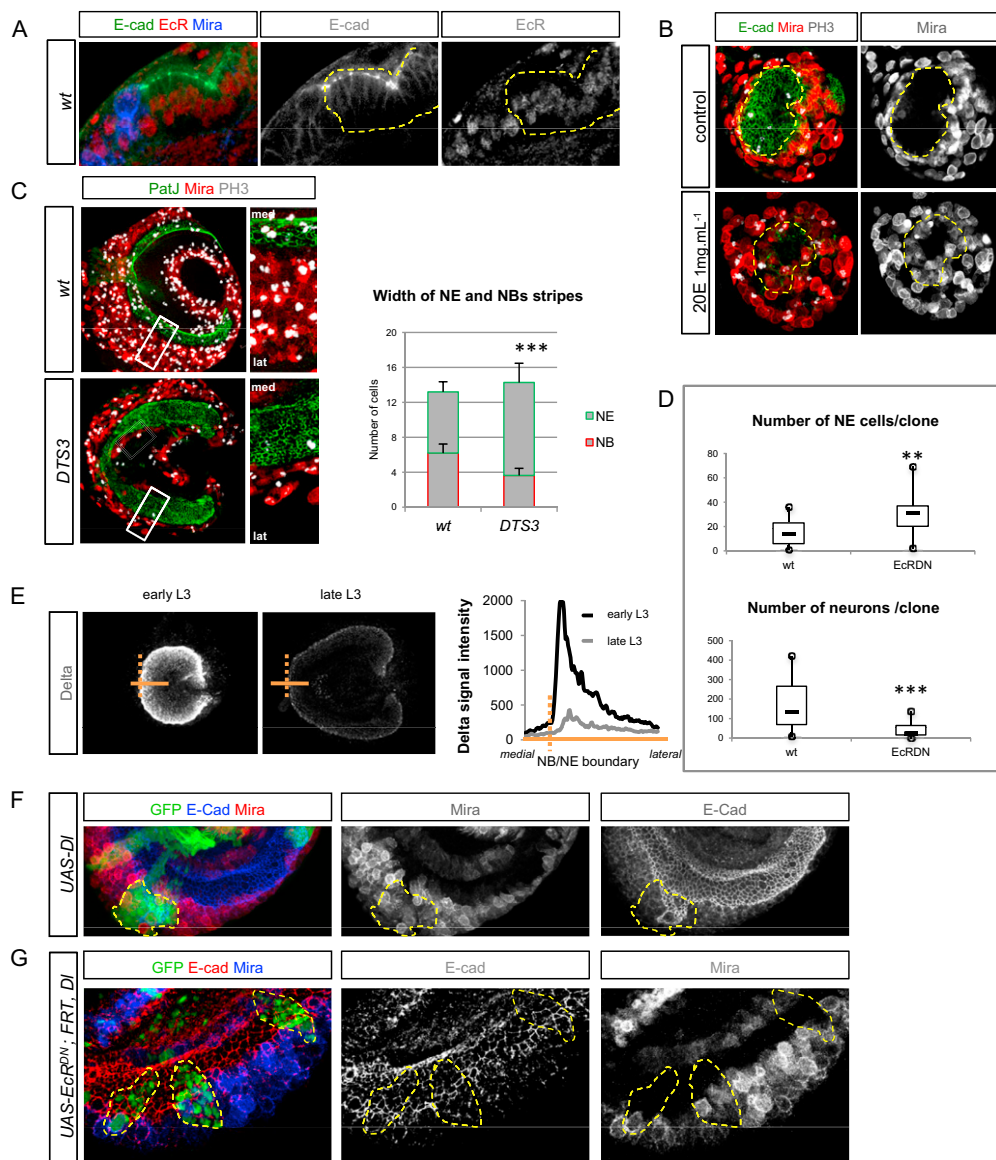 A
E-cad EcR Mira
E-cad
EcR
wt
B
E-cad Mira PH3
Mira
control
20E 1mg.mL⁻¹
C
PatJ Mira PH3
wt
med
lat
DTS3
med
lat
Width of NE and NBs stripes
***
Number of cells
20
16
12
8
4
0
NE
NB
wt
DTS3
D
Number of NE cells/clone
**
80
60
40
20
0
wt
EcRDN
Number of neurons /clone
***
500
400
300
200
100
0
wt
EcRDN
E
early L3
late L3
Delta
Delta signal intensity
2000
1500
1000
500
0
early L3
late L3
medial
NB/NE boundary
lateral
F
GFP E-Cad Mira
Mira
E-Cad
UAS-Dl
G
GFP E-cad Mira
E-cad
Mira
UAS-EcRᴰᴺ; FRT, Dl